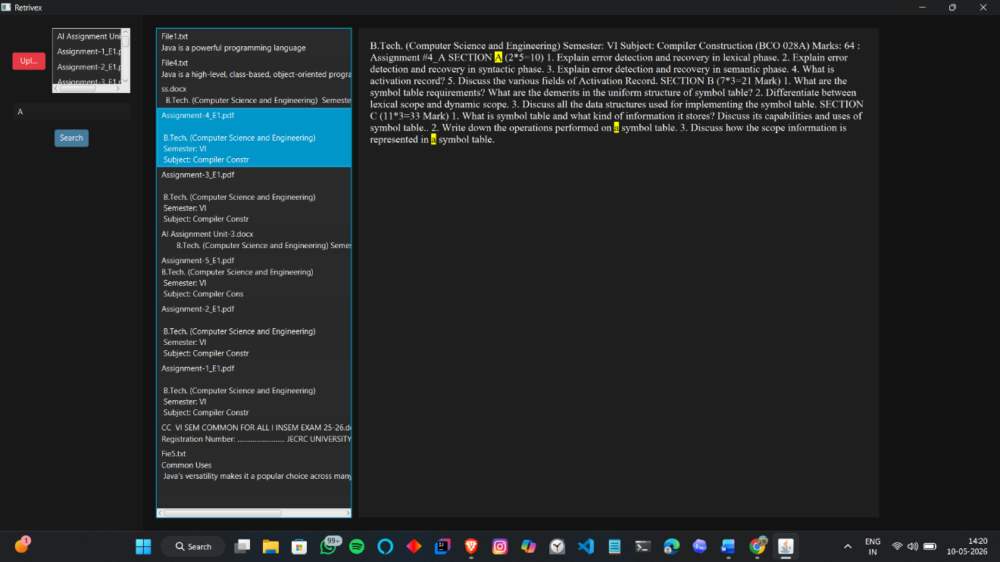 Retrivex
Upl...
AI Assignment Uni
Assignment-1_E1.p
Assignment-2_E1.p
Assignment-3_E1.p
A
Search
File1.txt
Java is a powerful programming language
File4.txt
Java is a high-level, class-based, object-oriented progra
ss.docx
B.Tech. (Computer Science and Engineering)  Semeste
Assignment-4_E1.pdf
B.Tech. (Computer Science and Engineering)
Semester: VI
Subject: Compiler Constr
Assignment-3_E1.pdf
B.Tech. (Computer Science and Engineering)
Semester: VI
Subject: Compiler Constr
AI Assignment Unit-3.docx
B.Tech. (Computer Science and Engineering) Semes
Assignment-5_E1.pdf
B.Tech. (Computer Science and Engineering)
Semester: VI
Subject: Compiler Cons
Assignment-2_E1.pdf
B.Tech. (Computer Science and Engineering)
Semester: VI
Subject: Compiler Constr
Assignment-1_E1.pdf
B.Tech. (Computer Science and Engineering)
Semester: VI
Subject: Compiler Constr
CC  VI SEM COMMON FOR ALL I INSEM EXAM 25-26.do
Registration Number: ......................... JECRC UNIVERSITY
Fie5.txt
Common Uses
Java's versatility makes it a popular choice across many
B.Tech. (Computer Science and Engineering) Semester: VI Subject: Compiler Construction (BCO 028A) Marks: 64 :
Assignment #4_A SECTION A (2*5=10) 1. Explain error detection and recovery in lexical phase. 2. Explain error
detection and recovery in syntactic phase. 3. Explain error detection and recovery in semantic phase. 4. What is
activation record? 5. Discuss the various fields of Activation Record. SECTION B (7*3=21 Mark) 1. What are the
symbol table requirements? What are the demerits in the uniform structure of symbol table? 2. Differentiate between
lexical scope and dynamic scope. 3. Discuss all the data structures used for implementing the symbol table. SECTION
C (11*3=33 Mark) 1. What is symbol table and what kind of information it stores? Discuss its capabilities and uses of
symbol table.. 2. Write down the operations performed on a symbol table. 3. Discuss how the scope information is
represented in a symbol table.
1
Search
99+
ENG
IN
14:20
10-05-2026